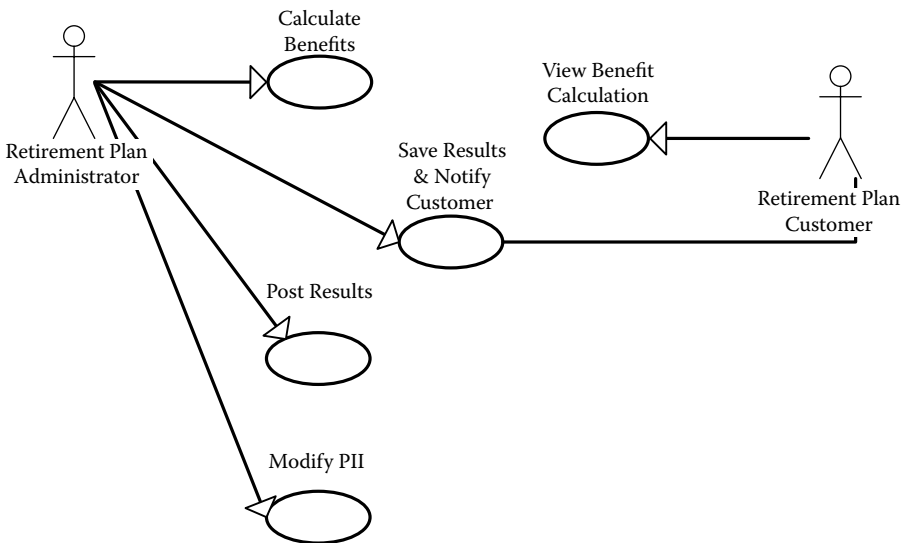 Calculate
Benefits
View Benefit
Calculation
Retirement Plan
Administrator
Save Results
& Notify
Customer
Retirement Plan
Customer
Post Results
Modify PII